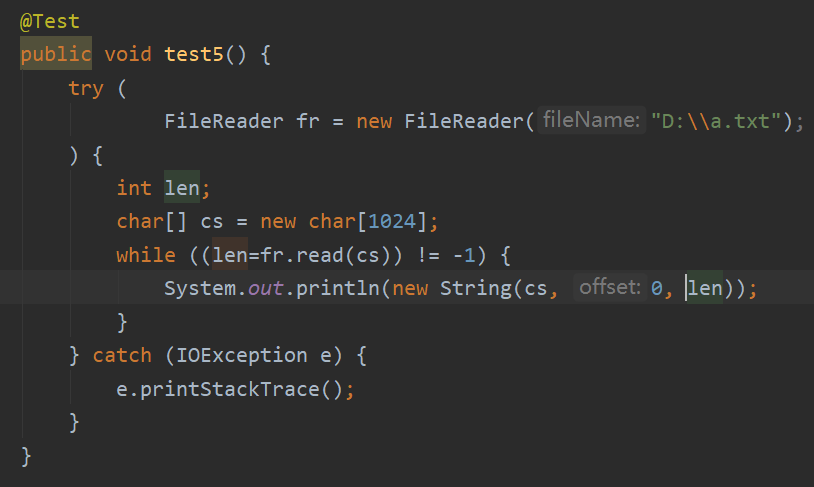 @Test
public void test5() {
try (
FileReader fr = new FileReader( fileName: "D:\\a.txt");
) {
int len;
char[] cs = new char[1024];
while ((len=fr.read(cs)) != -1) {
System.out.println(new String(cs, offset: 0, len));
}
} catch (IOException e) {
e.printStackTrace();
}
}